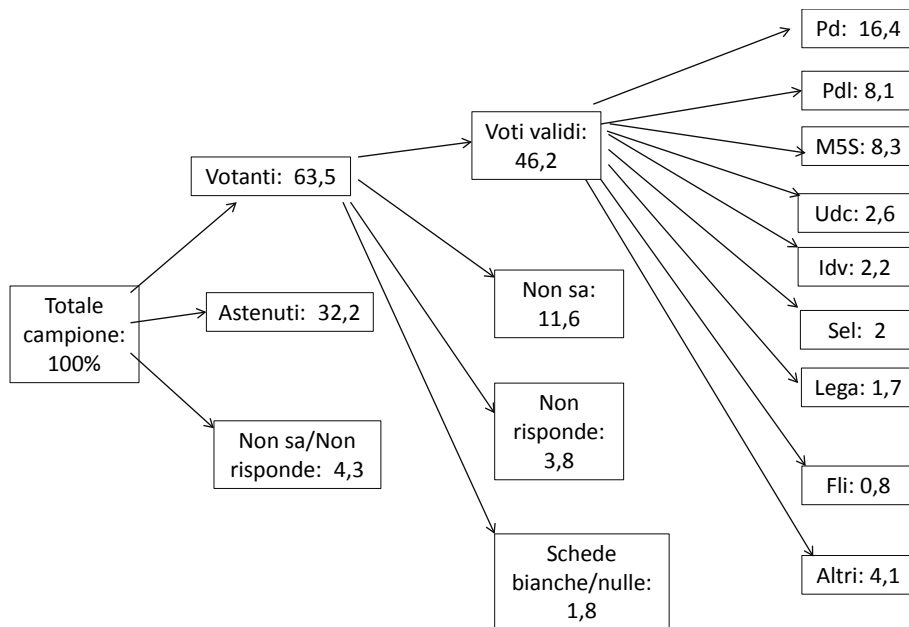 Totale
campione:
100%
Votanti: 63,5
Astenuti: 32,2
Non sa/Non
risponde: 4,3
Voti validi:
46,2
Non sa:
11,6
Non
risponde:
3,8
Schede
bianche/nulle:
1,8
Pd: 16,4
Pdl: 8,1
M5S: 8,3
Udc: 2,6
Idv: 2,2
Sel: 2
Lega: 1,7
Fli: 0,8
Altri: 4,1